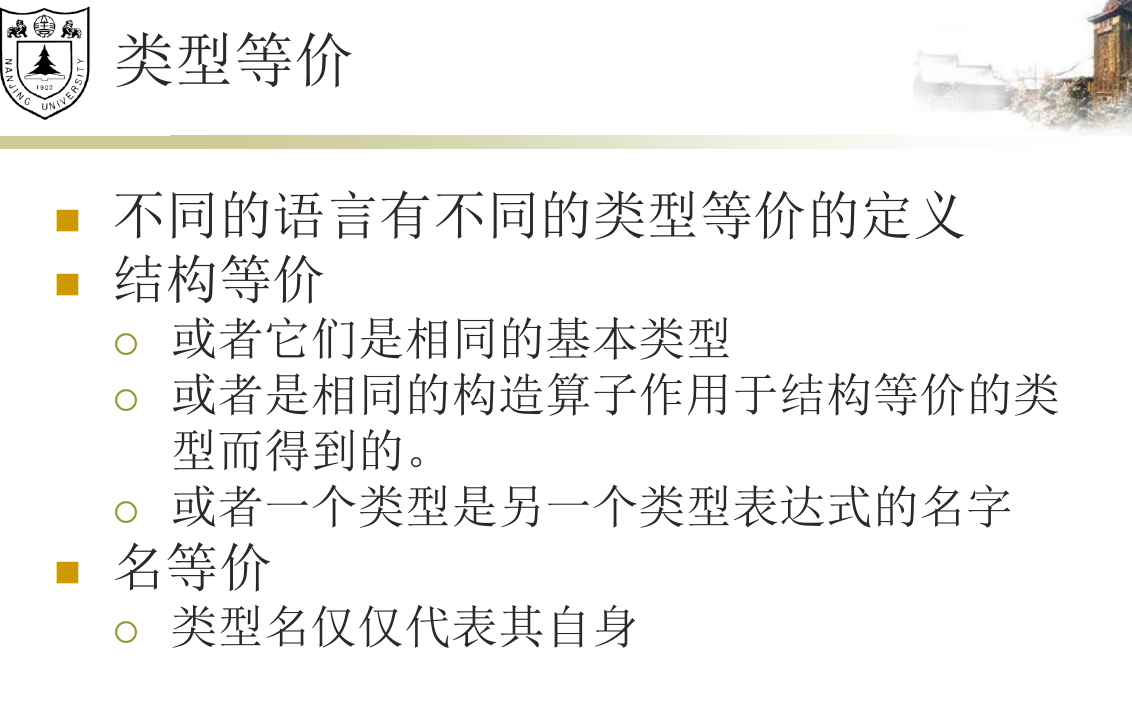 NANJING UNIVERSITY
1902
类型等价
不同的语言有不同的类型等价的定义
结构等价
或者它们是相同的基本类型
或者是相同的构造算子作用于结构等价的类
型而得到的。
或者一个类型是另一个类型表达式的名字
名等价
类型名仅仅代表其自身